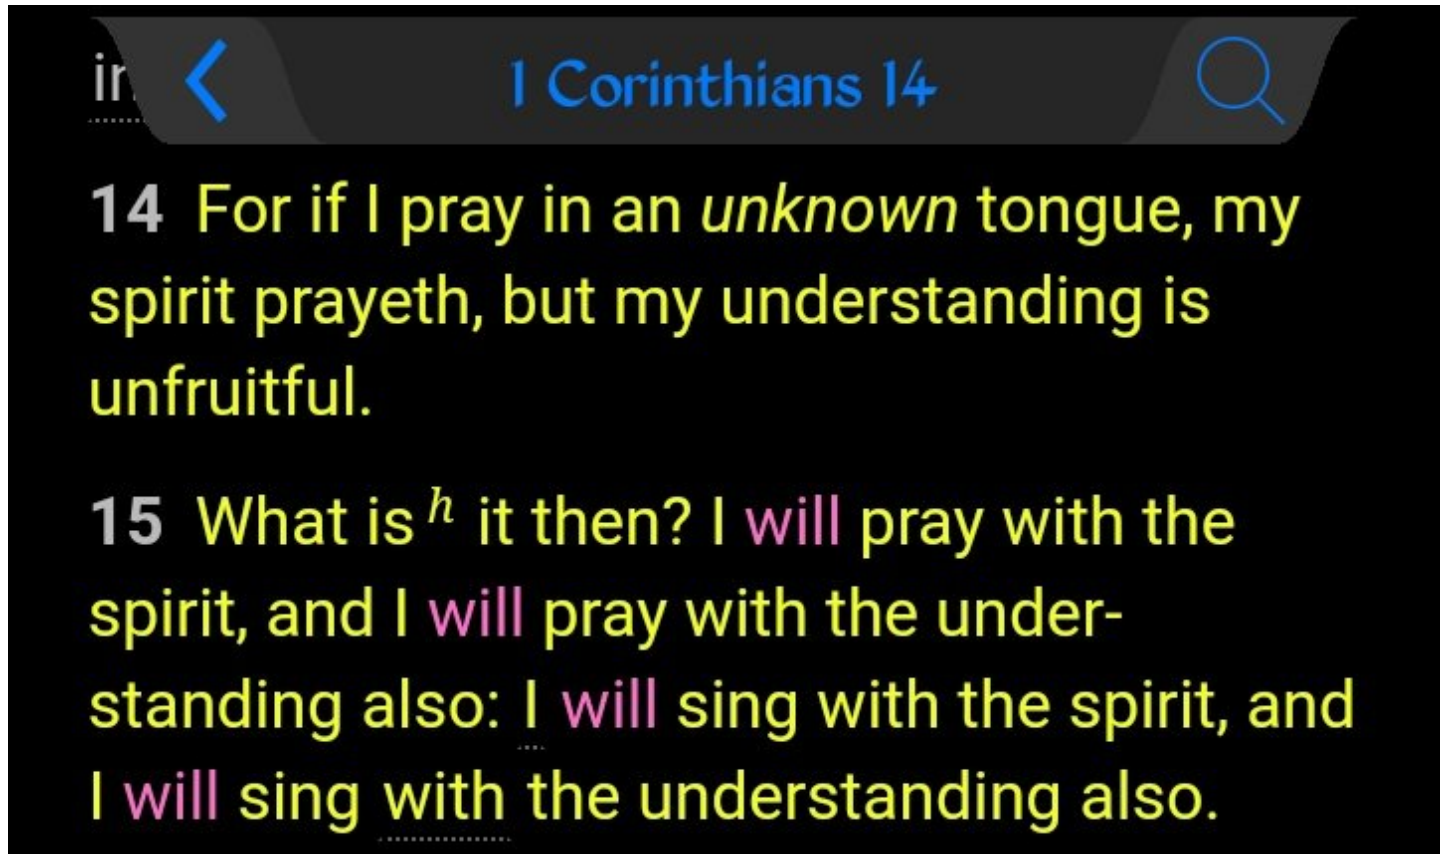 1 Corinthians 14
14 For if I pray in an unknown tongue, my
spirit prayeth, but my understanding is
unfruitful.
15 What is h it then? I will pray with the
spirit, and I will pray with the under-
standing also: I will sing with the spirit, and
I will sing with the understanding also.